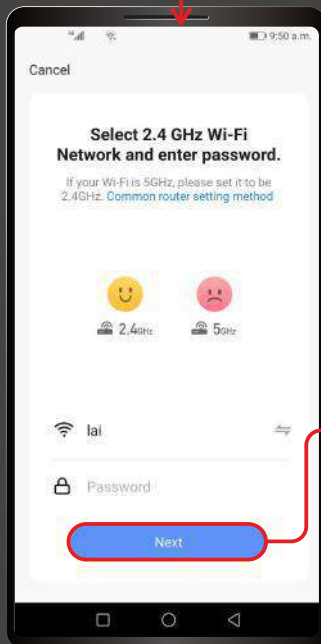 9:50 a.m.
Cancel
Select 2.4 GHz Wi-Fi
Network and enter password.
If your Wi-Fi is 5GHz, please set it to be
2.4GHz. Common router setting method
2.4GHz
5GHz
lai
Password
Next